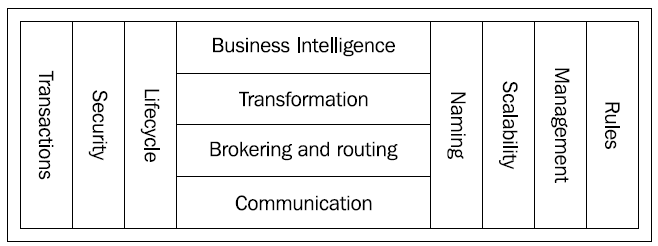 Transactions
Security
Lifecycle
Business Intelligence
Transformation
Brokering and routing
Communication
Naming
Scalability
Management
Rules